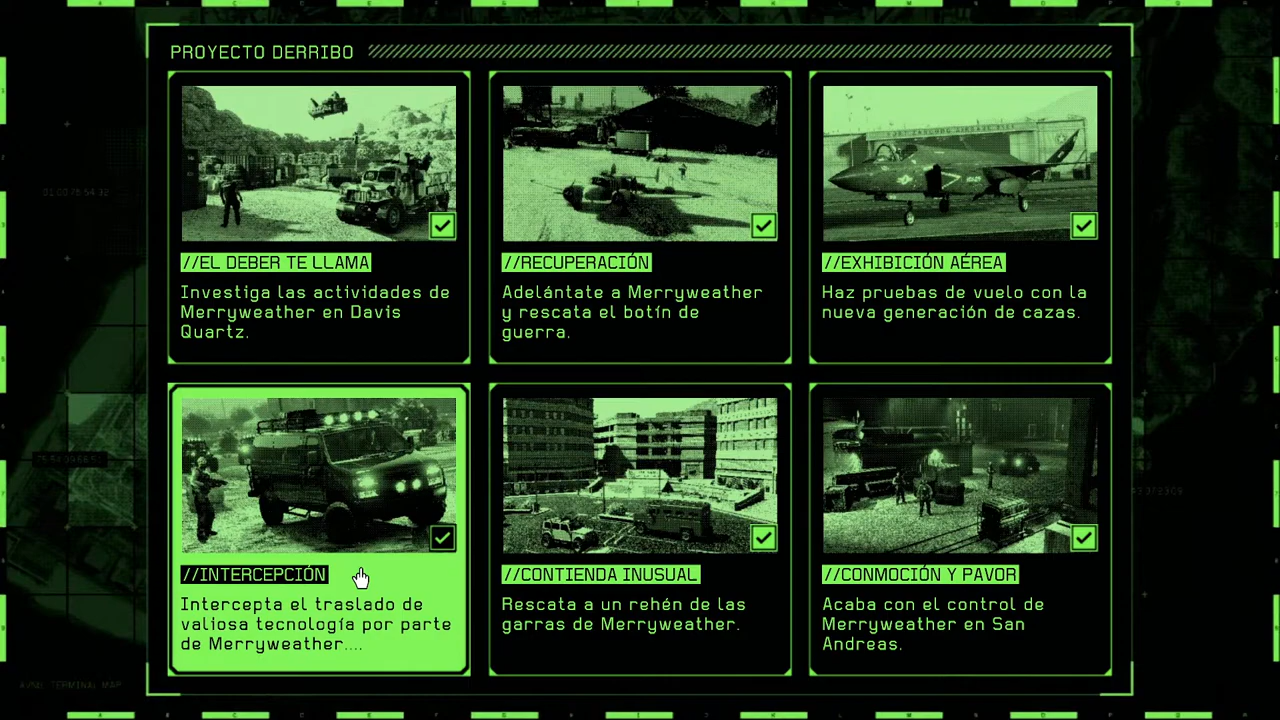 PROYECTO DERRIBO
//EL DEBER TE LLAMA
Investiga las actividades de
Merryweather en Davis
Quartz.
//RECUPERACIÓN
Adelántate a Merryweather
y rescata el botín de
guerra.
//EXHIBICIÓN AÉREA
Haz pruebas de vuelo con la
nueva generación de cazas.
//INTERCEPCIÓN
Intercepta el traslado de
valiosa tecnología por parte
de Merryweather....
//CONTIENDA INUSUAL
Rescata a un rehén de las
garras de Merryweather.
//CONMOCIÓN Y PAVOR
Acaba con el control de
Merryweather en San
Andreas.